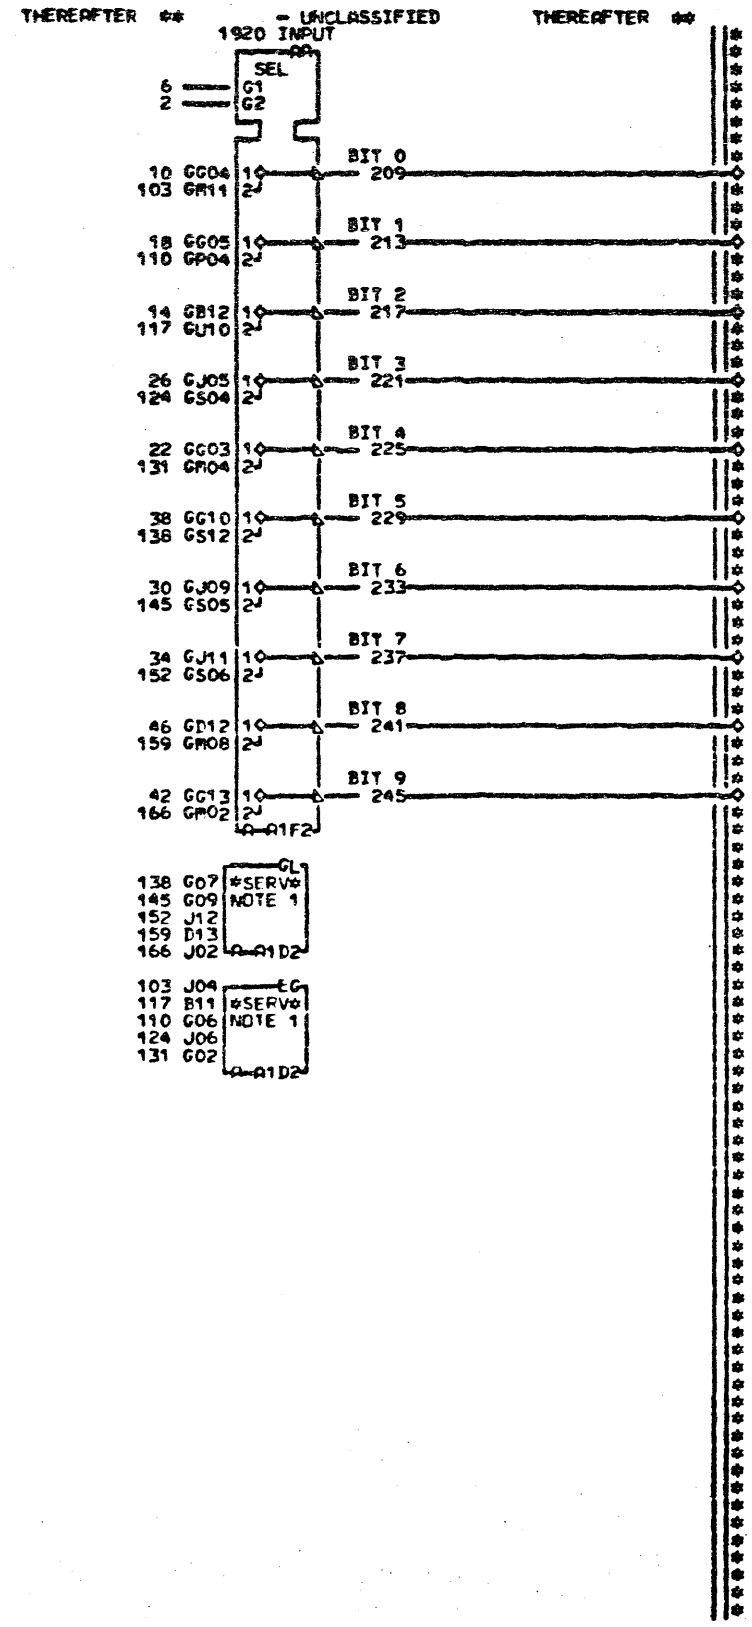 THEREAFTER ** - UNCLASSIFIED THEREAFTER **
1920 INPUT
AA
SEL
6 G1
2 G2
BIT 0
10 GG04 1 209
103 GM11 2
BIT 1
18 GG05 1 213
110 GP04 2
BIT 2
14 GB12 1 217
117 GU10 2
BIT 3
26 GJ05 1 221
124 GS04 2
BIT 4
22 GG03 1 225
131 GM04 2
BIT 5
38 GG10 1 229
138 GS12 2
BIT 6
30 GJ09 1 233
145 GS05 2
BIT 7
34 GJ11 1 237
152 GS06 2
BIT 8
46 GD12 1 241
159 GM08 2
BIT 9
42 GG13 1 245
166 GM02 2
A-A1F2
GL
138 G07 *SERV*
145 G09 NOTE 1
152 J12
159 D13
166 J02 A-A1D2
103 J04 EG
117 B11 *SERV*
110 G06 NOTE 1
124 J06
131 G02
A-A1D2